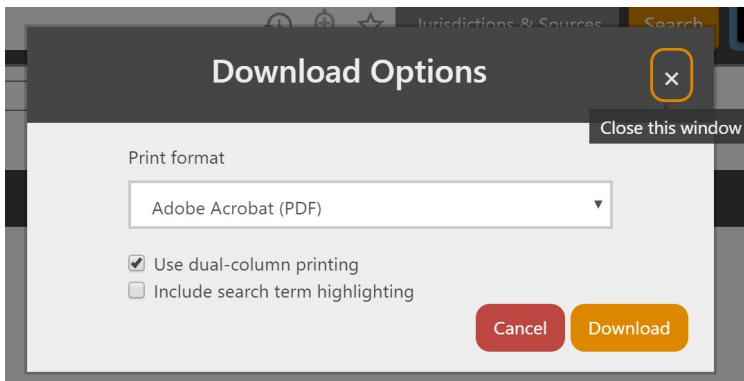 Jurisdictions & Sources Search
Download Options
×
Close this window
Print format
Adobe Acrobat (PDF)
Use dual-column printing
Include search term highlighting
Cancel Download